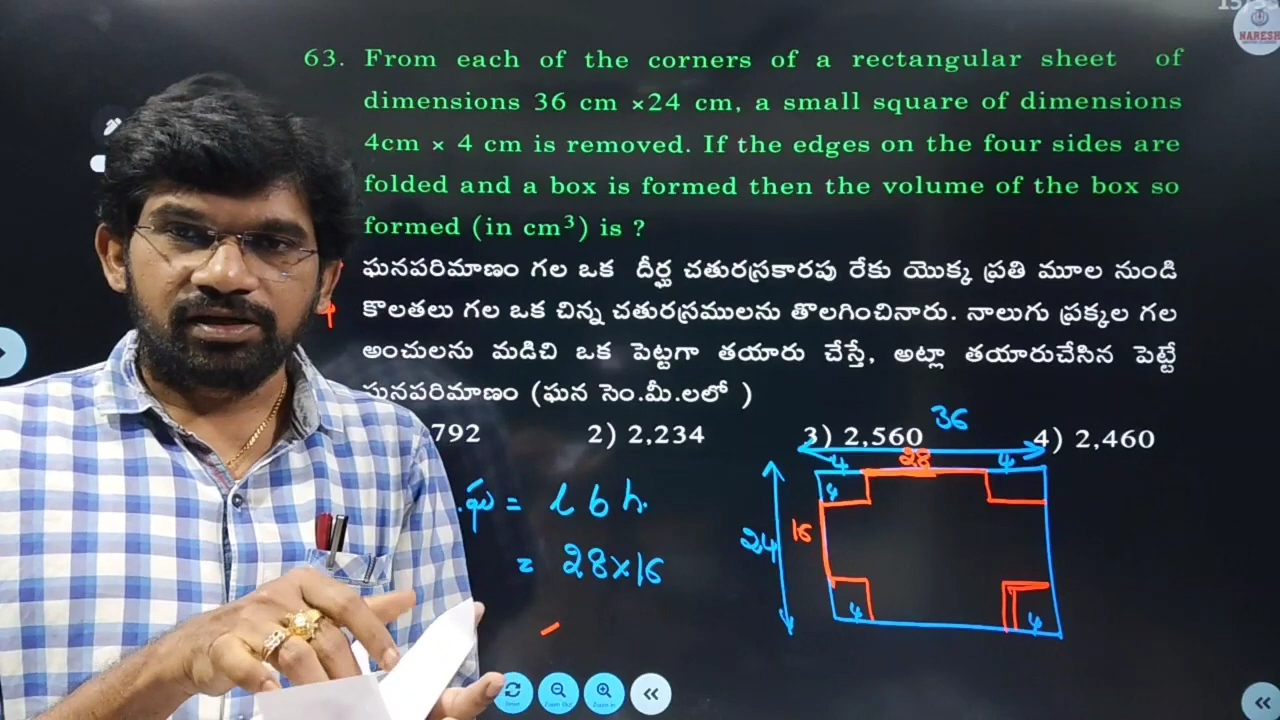 63. From each of the corners of a rectangular sheet of
dimensions 36 cm ×24 cm, a small square of dimensions
4cm × 4 cm is removed. If the edges on the four sides are
folded and a box is formed then the volume of the box so
formed (in cm³) is ?
ఘనపరిమాణం గల ఒక దీర్ఘ చతురస్రకారపు రేకు యొక్క ప్రతి మూల నుండి
కొలతలు గల ఒక చిన్న చతురస్రములను తొలగించినారు. నాలుగు ప్రక్కల గల
అంచులను మడిచి ఒక పెట్టగా తయారు చేస్తే, అట్లా తయారుచేసిన పెట్టే
ఘనపరిమాణం (ఘన సెం.మీ.లలో )
792 2) 2,234 3) 2,560 4) 2,460
36
4 28 4
4
.ఘ = l b h.
= 28×16
24 16
4 4
NARESH
Reset Zoom Out Zoom In